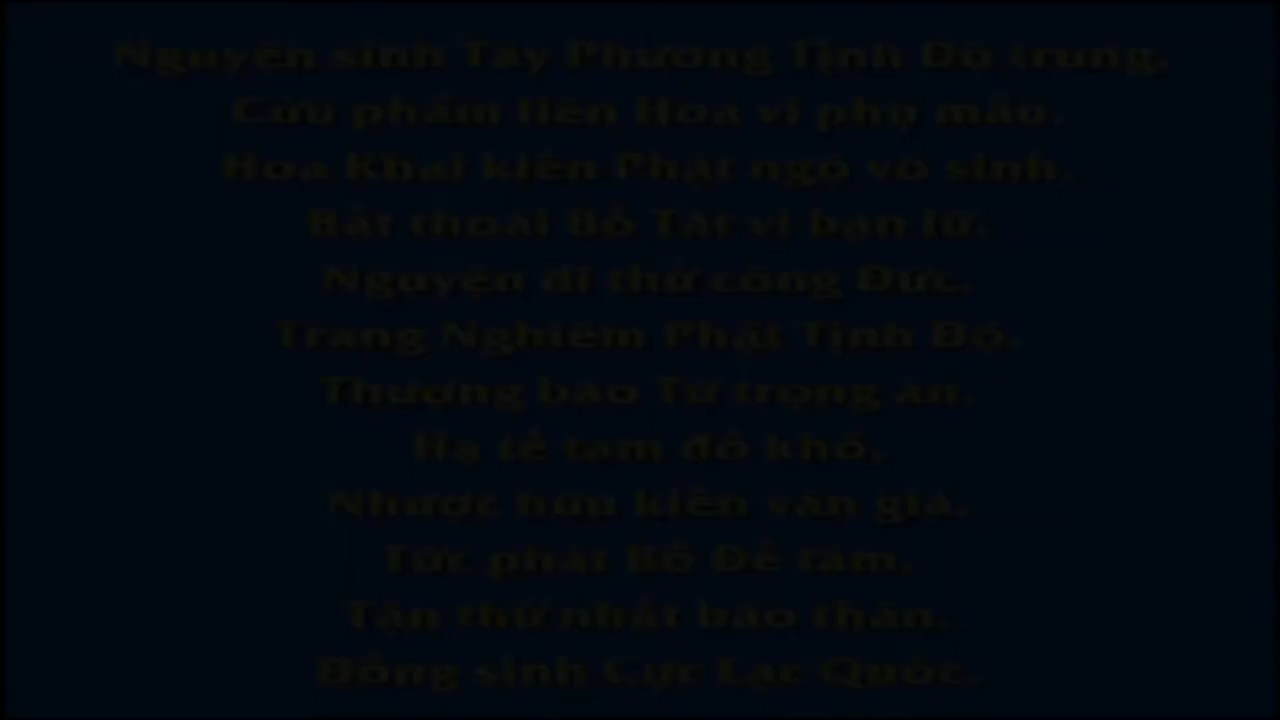 Nguyện sinh Tây Phương Tịnh Độ trung,
Cửu phẩm liên Hoa vi phụ mẫu.
Hoa Khai kiến Phật ngộ vô sinh,
Bất thoái Bồ Tát vi bạn lữ.
Nguyện dĩ thử công Đức,
Trang Nghiêm Phật Tịnh Độ.
Thượng báo Tứ trọng ân,
Hạ tế tam đồ khổ.
Nhược hữu kiến văn giả,
Tức phát Bồ Đề tâm.
Tận thử nhất báo thân,
Đồng sinh Cực Lạc Quốc.